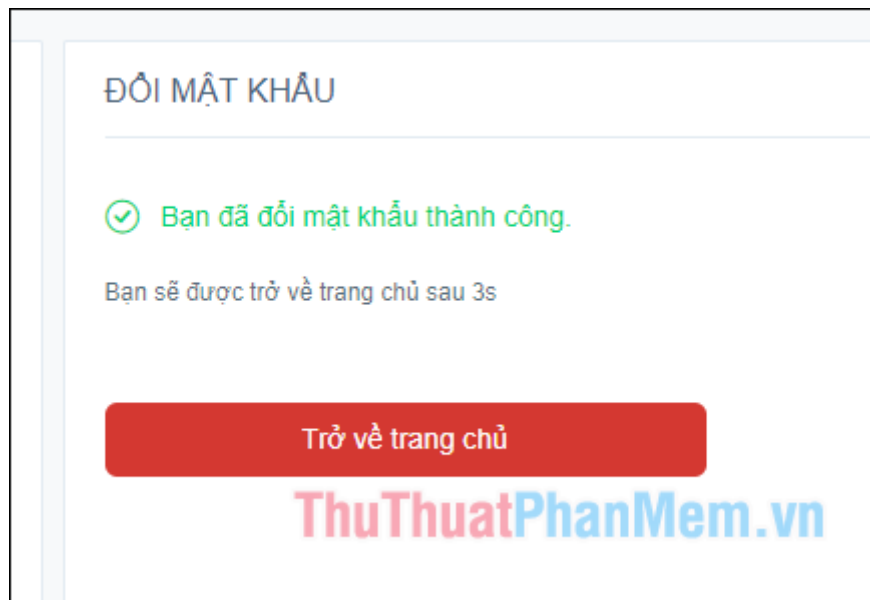 ĐỔI MẬT KHẨU
Bạn đã đổi mật khẩu thành công.
Bạn sẽ được trở về trang chủ sau 3s
Trở về trang chủ
ThuThuatPhanMem.vn